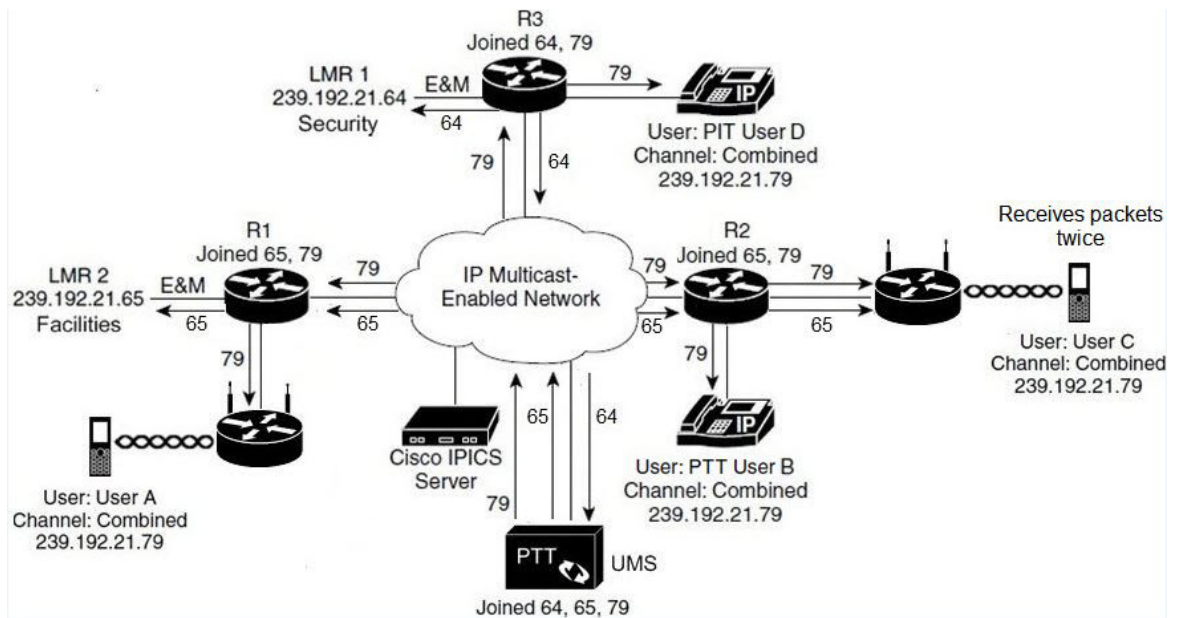 R3
Joined 64, 79
LMR 1
239.192.21.64
Security
E&M
64
79
IP
User: PIT User D
Channel: Combined
239.192.21.79
79
64
R1
Joined 65, 79
LMR 2
239.192.21.65
Facilities
E&M
65
79
65
IP Multicast-
Enabled Network
R2
Joined 65, 79
79
65
79
65
Receives packets
twice
User: User C
Channel: Combined
239.192.21.79
79
79
IP
User: PTT User B
Channel: Combined
239.192.21.79
User: User A
Channel: Combined
239.192.21.79
Cisco IPICS
Server
79
65
64
PTT
UMS
Joined 64, 65, 79